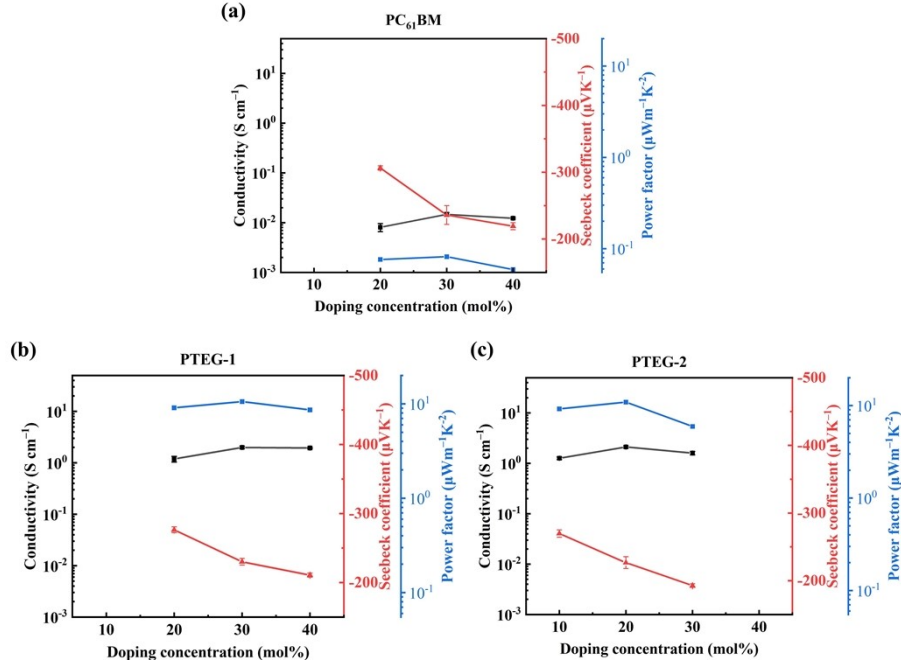 (a)
PC₆₁BM
Conductivity (S cm⁻¹)
10¹
10⁰
10⁻¹
10⁻²
10⁻³
10 20 30 40
Doping concentration (mol%)
-500
-400
-300
-200
Seebeck coefficient (μVK⁻¹)
10¹
10⁰
10⁻¹
Power factor (μWm⁻¹K⁻²)
(b)
PTEG-1
Conductivity (S cm⁻¹)
10¹
10⁰
10⁻¹
10⁻²
10⁻³
10 20 30 40
Doping concentration (mol%)
-500
-400
-300
-200
Seebeck coefficient (μVK⁻¹)
10¹
10⁰
10⁻¹
Power factor (μWm⁻¹K⁻²)
(c)
PTEG-2
Conductivity (S cm⁻¹)
10¹
10⁰
10⁻¹
10⁻²
10⁻³
10 20 30 40
Doping concentration (mol%)
-500
-400
-300
-200
Seebeck coefficient (μVK⁻¹)
10¹
10⁰
10⁻¹
Power factor (μWm⁻¹K⁻²)